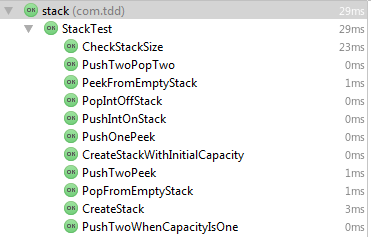 OK stack (com.tdd) 29ms
OK StackTest 29ms
OK CheckStackSize 23ms
OK PushTwoPopTwo 0ms
OK PeekFromEmptyStack 1ms
OK PopIntOffStack 0ms
OK PushIntOnStack 0ms
OK PushOnePeek 0ms
OK CreateStackWithInitialCapacity 0ms
OK PushTwoPeek 1ms
OK PopFromEmptyStack 1ms
OK CreateStack 3ms
OK PushTwoWhenCapacityIsOne 0ms